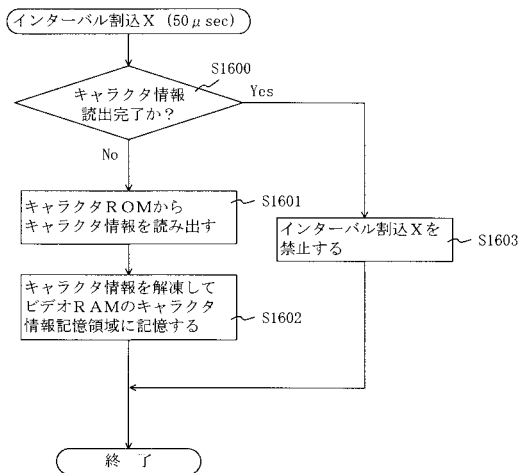 インターバル割込Ｘ (50μsec)
S1600
キャラクタ情報
読出完了か？
Yes
No
S1601
キャラクタＲＯＭから
キャラクタ情報を読み出す
インターバル割込Ｘを
禁止する
S1603
キャラクタ情報を解凍して
ビデオＲＡＭのキャラクタ
情報記憶領域に記憶する
S1602
終 了